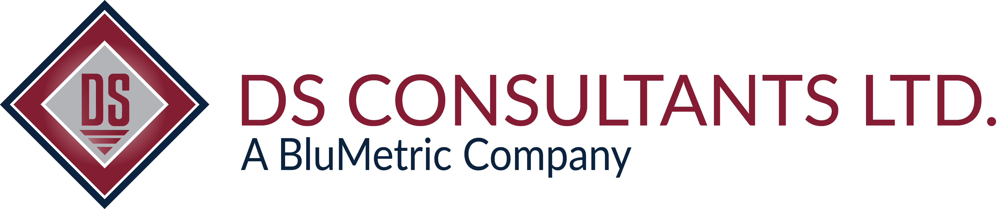 DS
DS CONSULTANTS LTD.
A BluMetric Company